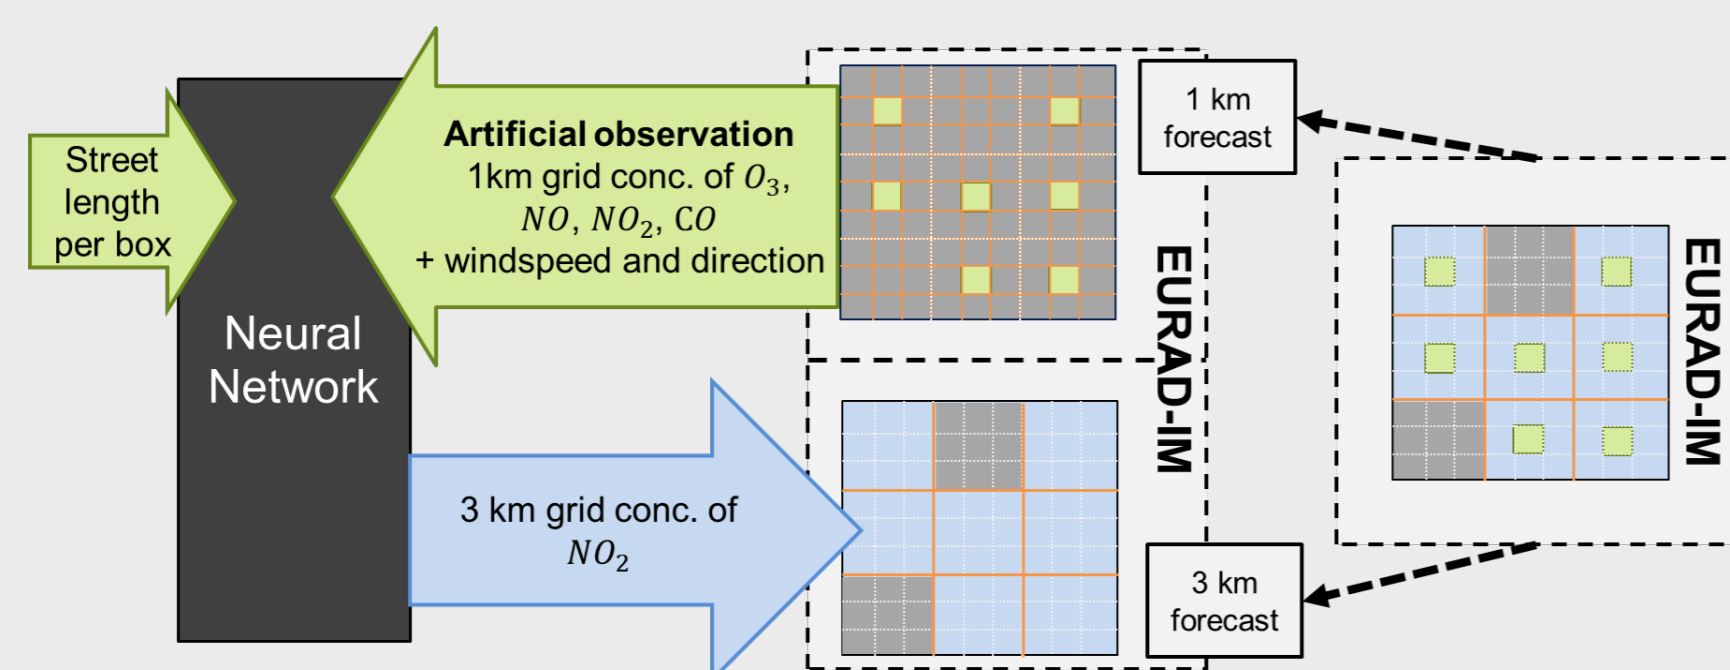 Street
length
per box
Neural
Network
Artificial observation
1km grid conc. of O₃,
NO, NO₂, CO
+ windspeed and direction
3 km grid conc. of
NO₂
1 km
forecast
EURAD-IM
3 km
forecast
EURAD-IM